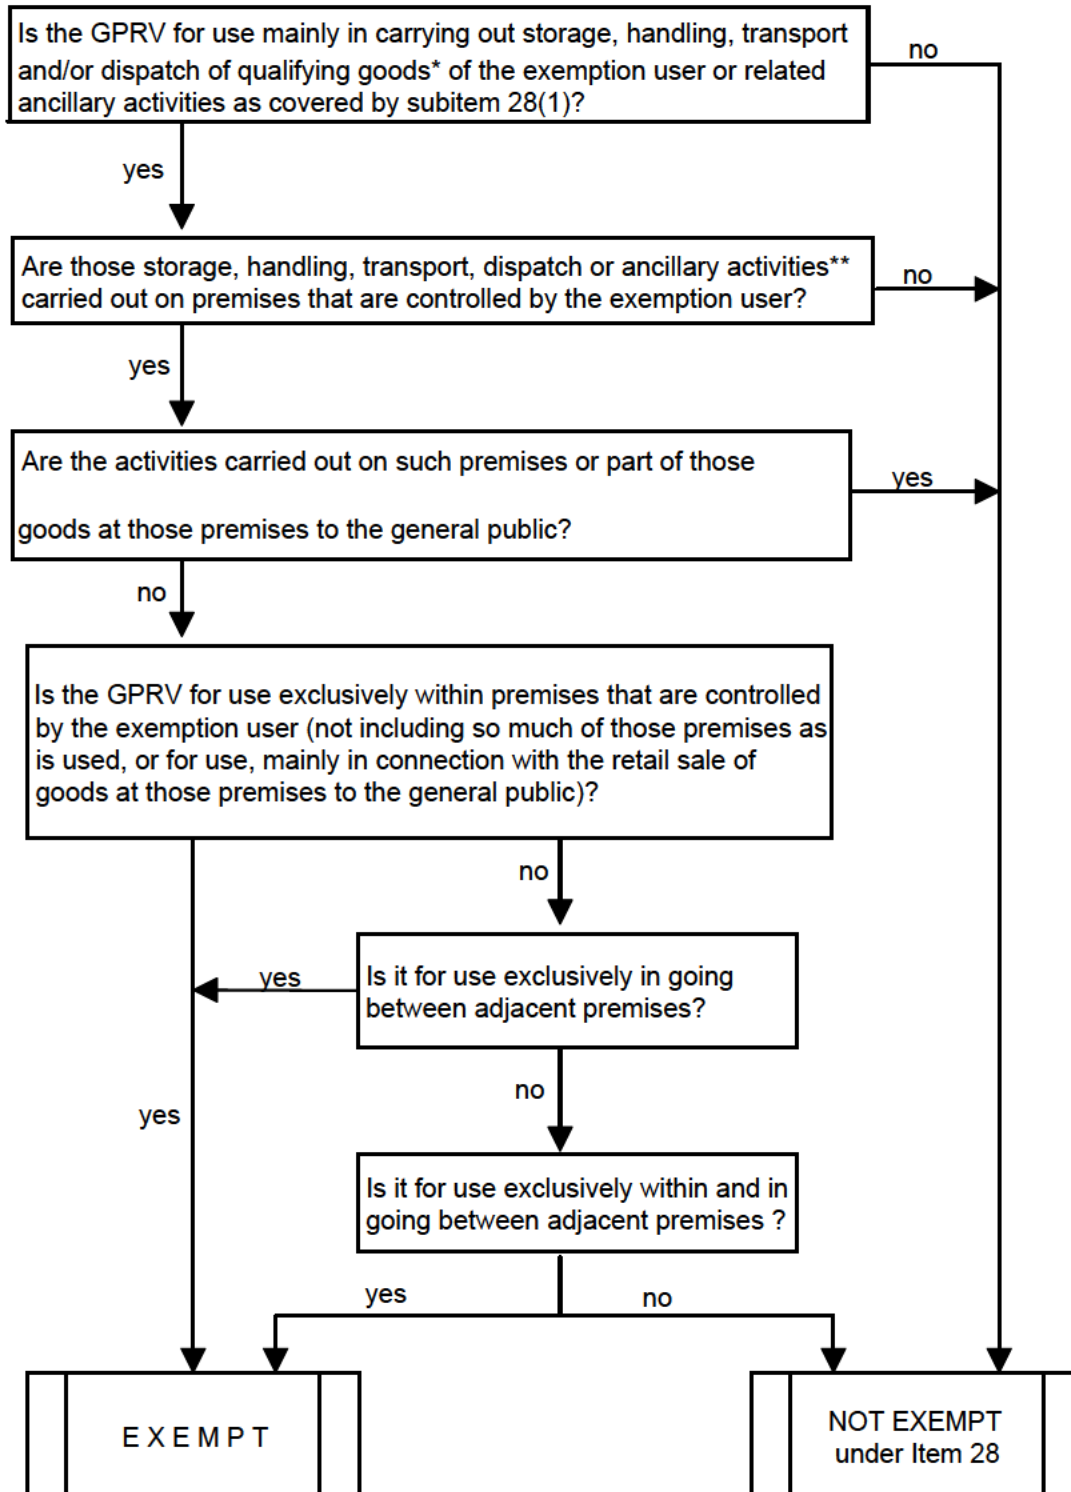 Is the GPRV for use mainly in carrying out storage, handling, transport
and/or dispatch of qualifying goods* of the exemption user or related
ancillary activities as covered by subitem 28(1)?
no
yes
Are those storage, handling, transport, dispatch or ancillary activities**
carried out on premises that are controlled by the exemption user?
no
yes
Are the activities carried out on such premises or part of those
goods at those premises to the general public?
yes
no
Is the GPRV for use exclusively within premises that are controlled
by the exemption user (not including so much of those premises as
is used, or for use, mainly in connection with the retail sale of
goods at those premises to the general public)?
no
Is it for use exclusively in going
between adjacent premises?
yes
no
yes
Is it for use exclusively within and in
going between adjacent premises ?
yes
no
E X E M P T
NOT EXEMPT
under Item 28